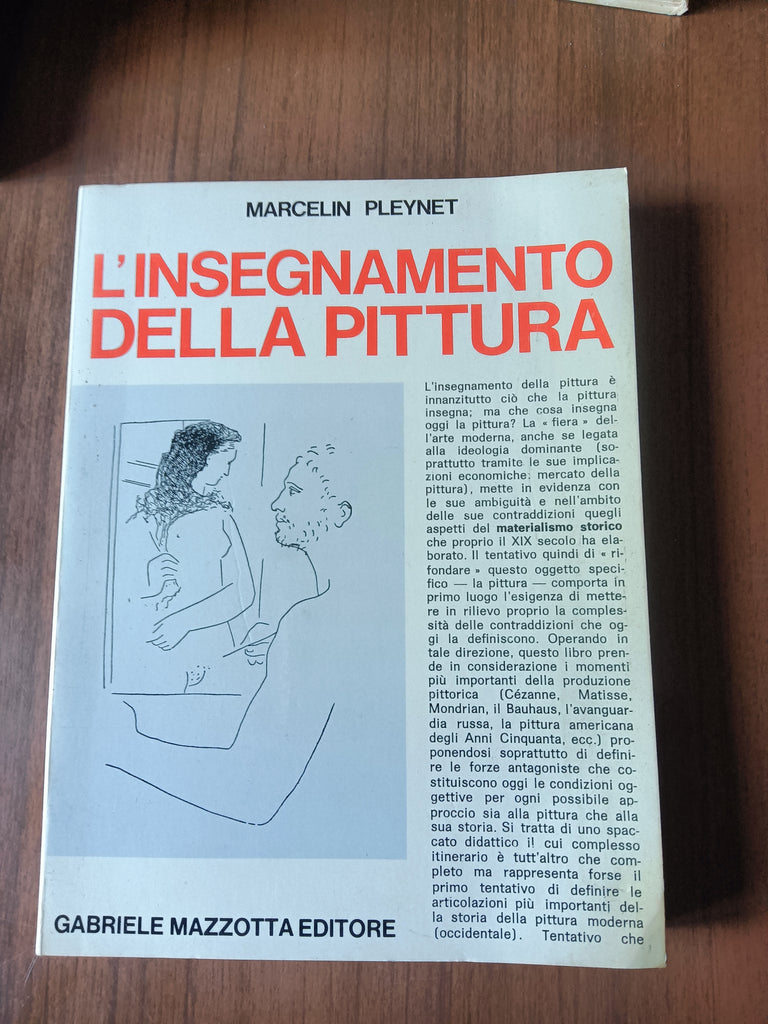 MARCELIN PLEYNET
L'INSEGNAMENTO
DELLA PITTURA
L'insegnamento della pittura è
innanzitutto ciò che la pittura
insegna; ma che cosa insegna
oggi la pittura? La « fiera » del-
l'arte moderna, anche se legata
alla ideologia dominante (so-
prattutto tramite le sue implica-
zioni economiche: mercato della
pittura), mette in evidenza con
le sue ambiguità e nell'ambito
delle sue contraddizioni quegli
aspetti del materialismo storico
che proprio il XIX secolo ha ela-
borato. Il tentativo quindi di « ri-
fondare » questo oggetto speci-
fico — la pittura — comporta in
primo luogo l'esigenza di mette-
re in rilievo proprio la comples-
sità delle contraddizioni che og-
gi la definiscono. Operando in
tale direzione, questo libro pren-
de in considerazione i momenti
più importanti della produzione
pittorica (Cézanne, Matisse,
Mondrian, il Bauhaus, l'avanguar-
dia russa, la pittura americana
degli Anni Cinquanta, ecc.) pro-
ponendosi soprattutto di defini-
re le forze antagoniste che co-
stituiscono oggi le condizioni og-
gettive per ogni possibile ap-
proccio sia alla pittura che alla
sua storia. Si tratta di uno spac-
cato didattico il cui complesso
itinerario è tutt'altro che com-
pleto ma rappresenta forse il
primo tentativo di definire le
articolazioni più importanti del-
la storia della pittura moderna
(occidentale). Tentativo che
GABRIELE MAZZOTTA EDITORE